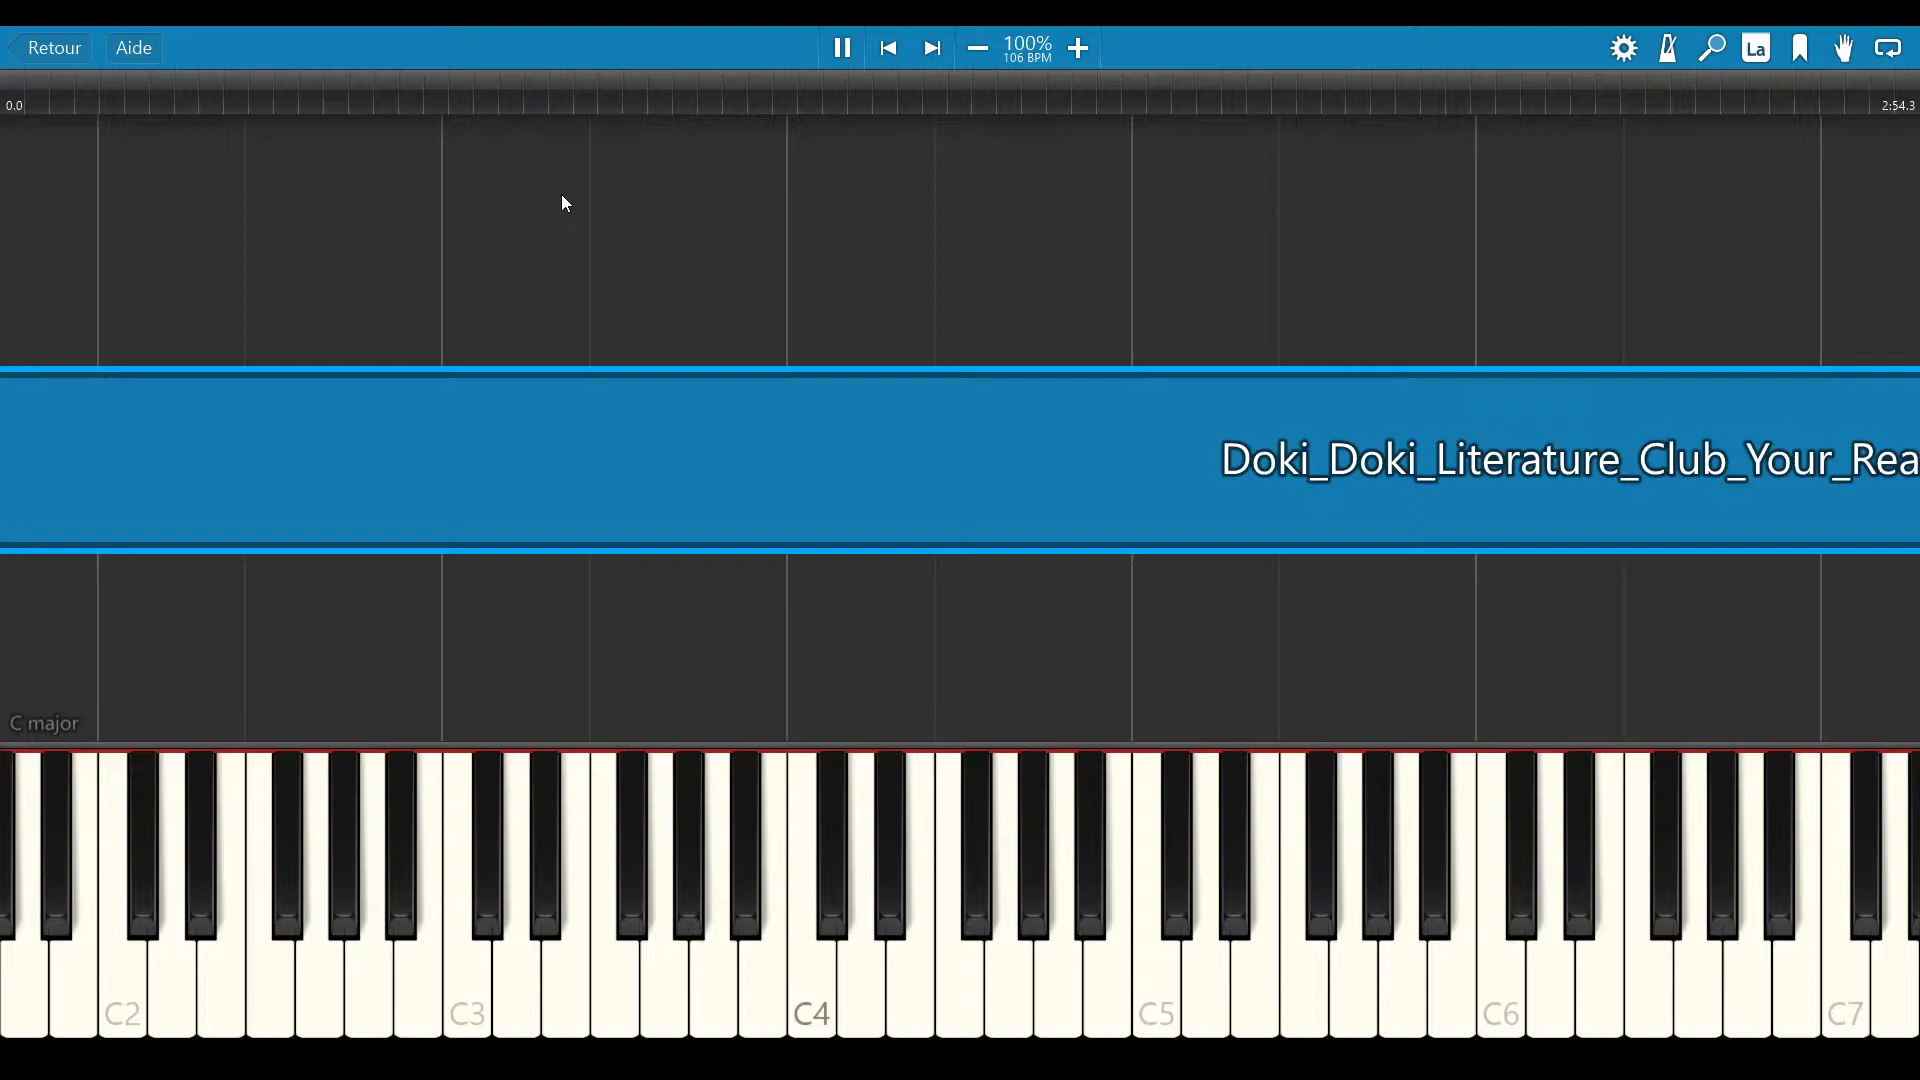 Retour Aide 100% La
106 BPM
0.0 2:54.3
Doki_Doki_Literature_Club_Your_Rea
C major
C2 C3 C4 C5 C6 C7